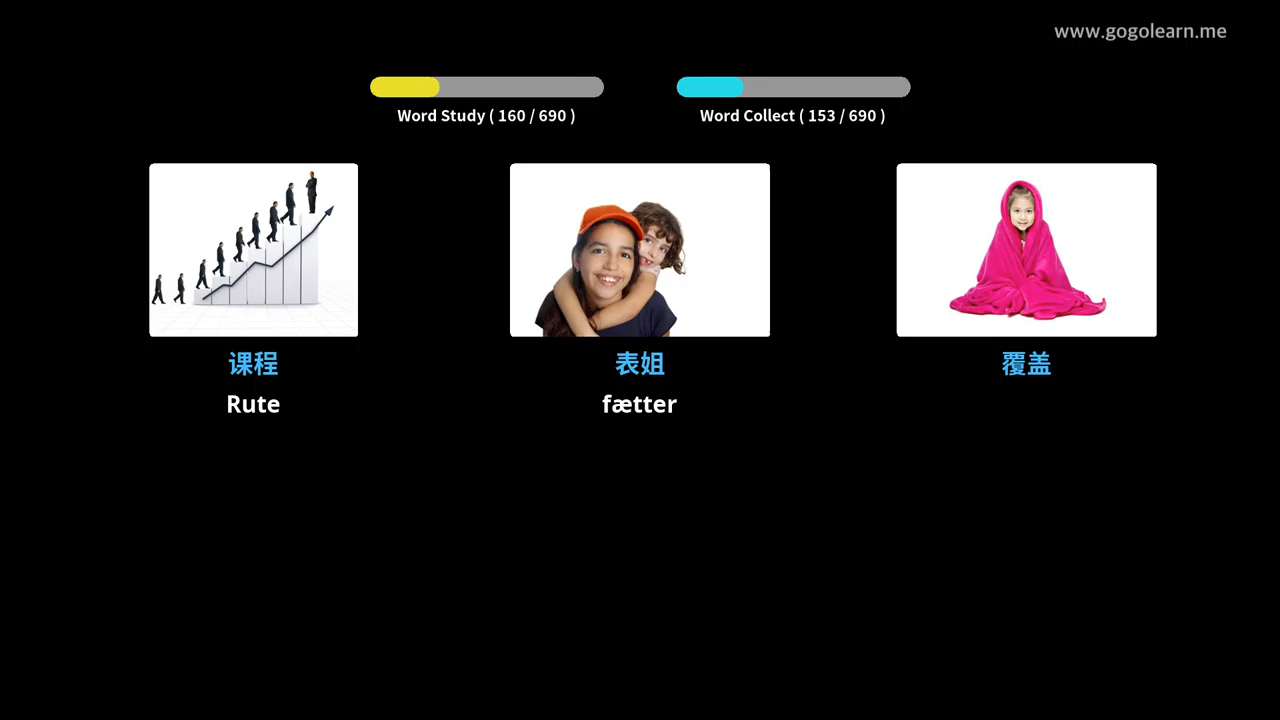 www.gogolearn.me
Word Study ( 160 / 690 )
Word Collect ( 153 / 690 )
课程
表姐
覆盖
Rute
fætter